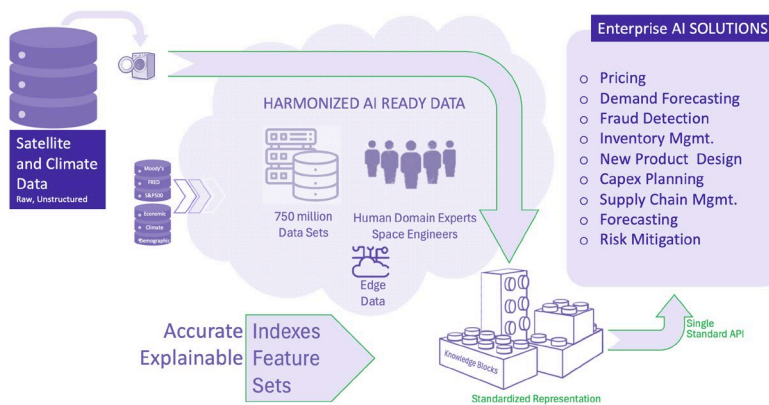 Satellite
and Climate
Data
Raw, Unstructured
Moody's
FRED
S&P500
Economic
Climate
Demographic
HARMONIZED AI READY DATA
750 million
Data Sets
Human Domain Experts
Space Engineers
Edge
Data
Accurate
Explainable
Indexes
Feature
Sets
Knowledge Blocks
Standardized Representation
Single
Standard API
Enterprise AI SOLUTIONS
o Pricing
o Demand Forecasting
o Fraud Detection
o Inventory Mgmt.
o New Product Design
o Capex Planning
o Supply Chain Mgmt.
o Forecasting
o Risk Mitigation